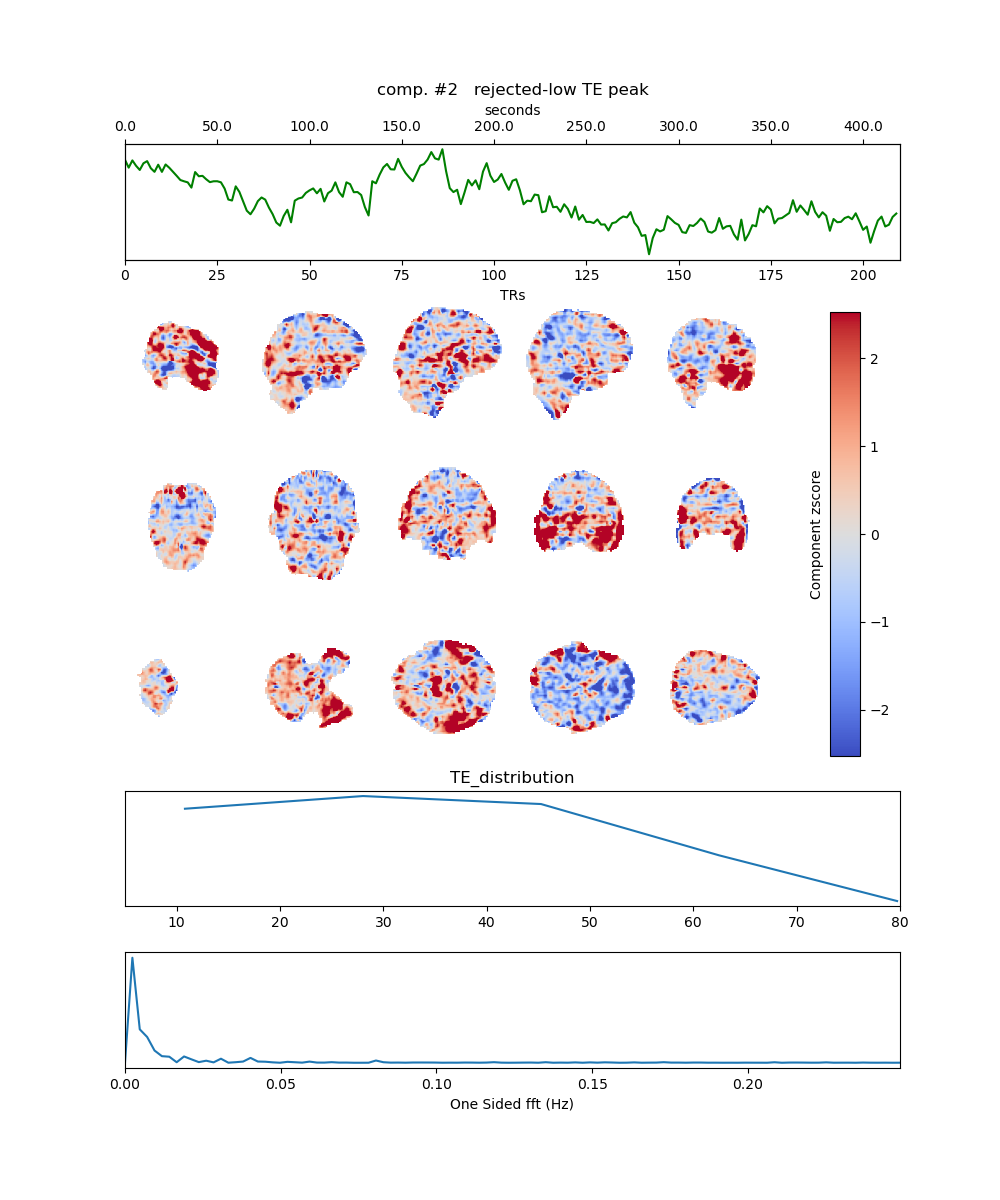 comp. #2   rejected-low TE peak
seconds
0.0 50.0 100.0 150.0 200.0 250.0 300.0 350.0 400.0
0 25 50 75 100 125 150 175 200
TRs
2
1
0
−1
−2
Component zscore
TE_distribution
10 20 30 40 50 60 70 80
0.00 0.05 0.10 0.15 0.20
One Sided fft (Hz)